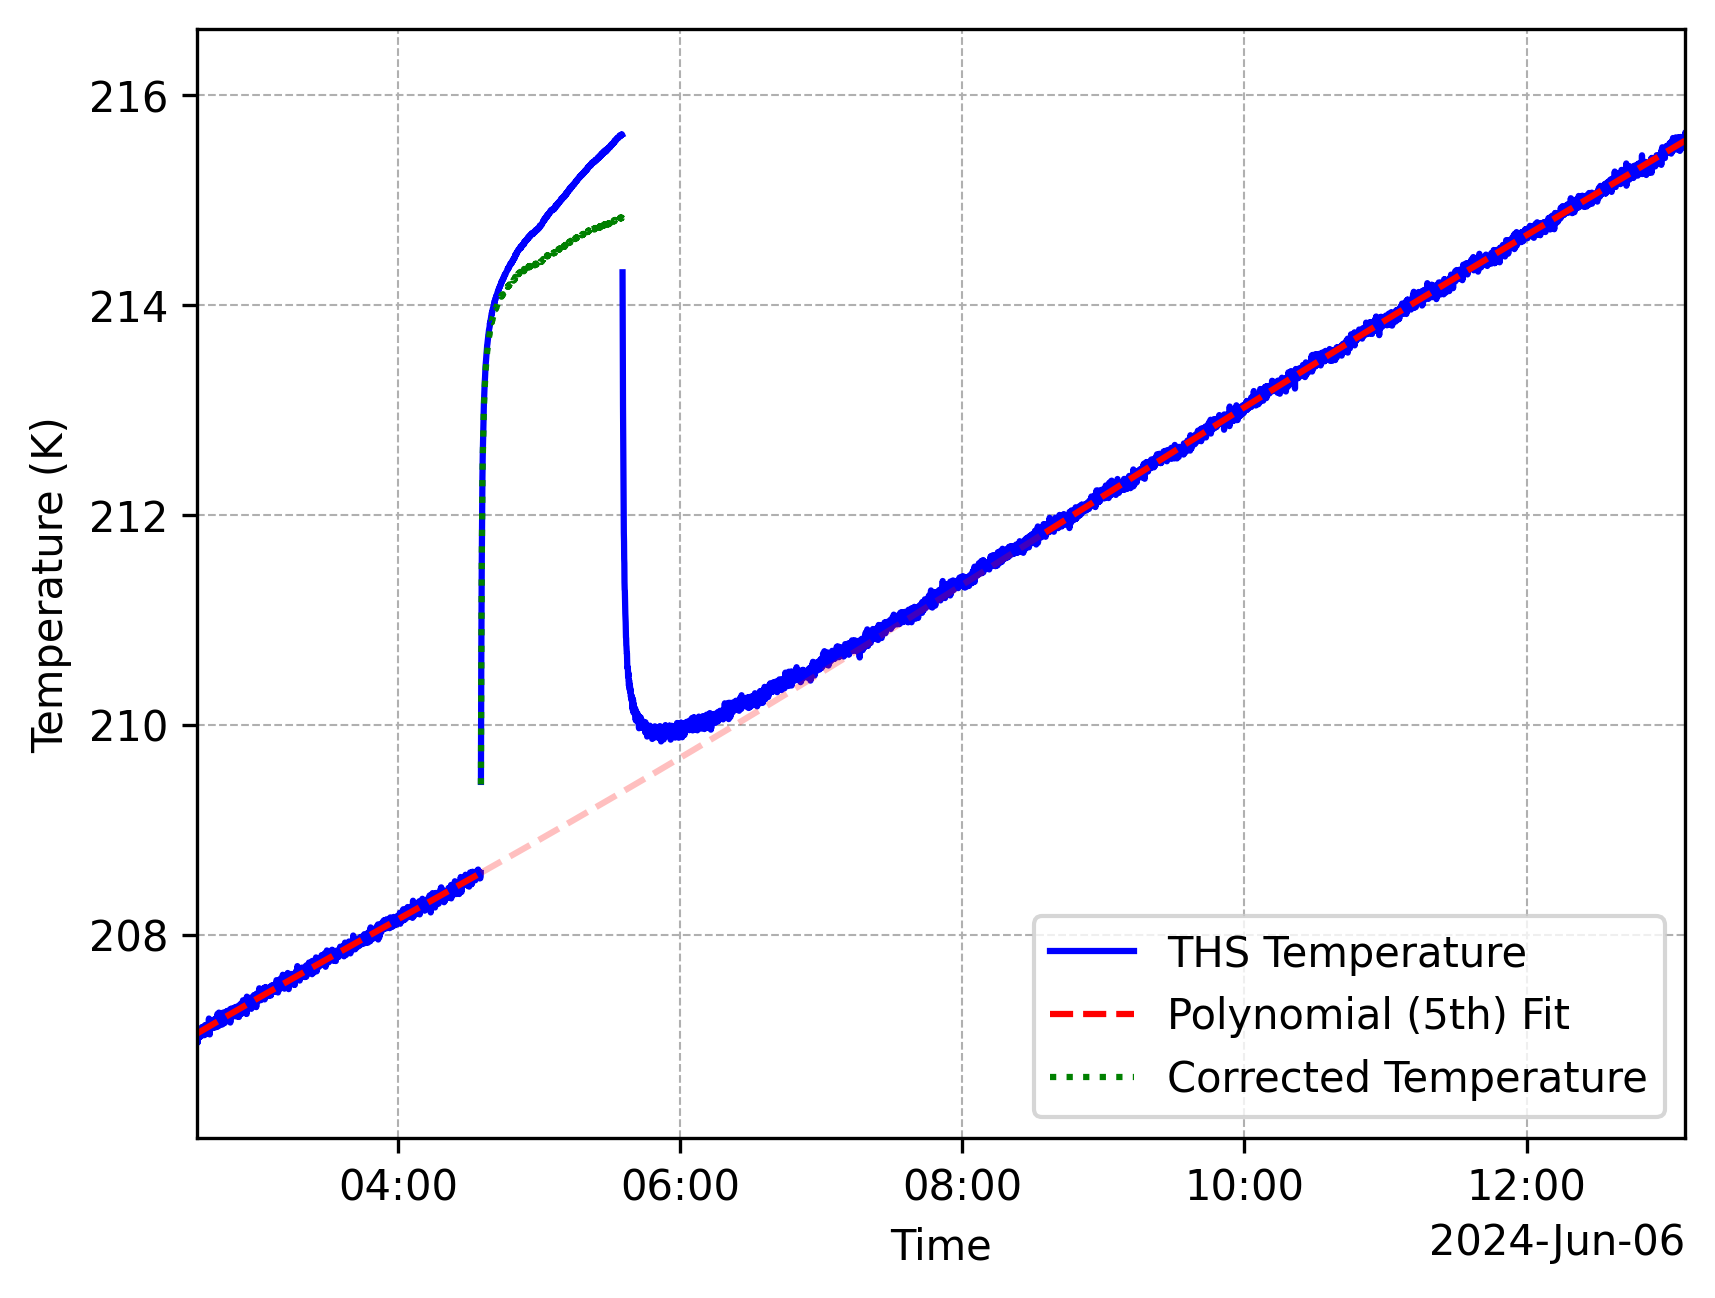 216
214
212
210
208
Temperature (K)
THS Temperature
Polynomial (5th) Fit
Corrected Temperature
04:00
06:00
08:00
10:00
12:00
Time
2024-Jun-06